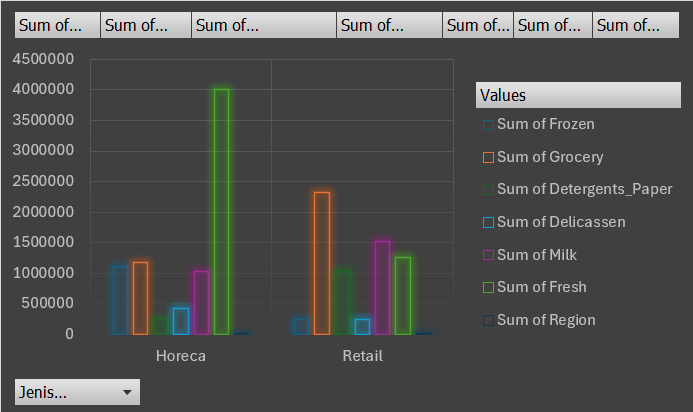 Sum of... Sum of... Sum of... Sum of... Sum of... Sum of... Sum of...
4500000
4000000
3500000
3000000
2500000
2000000
1500000
1000000
500000
0
Horeca Retail
Values
Sum of Frozen
Sum of Grocery
Sum of Detergents_Paper
Sum of Delicassen
Sum of Milk
Sum of Fresh
Sum of Region
Jenis...